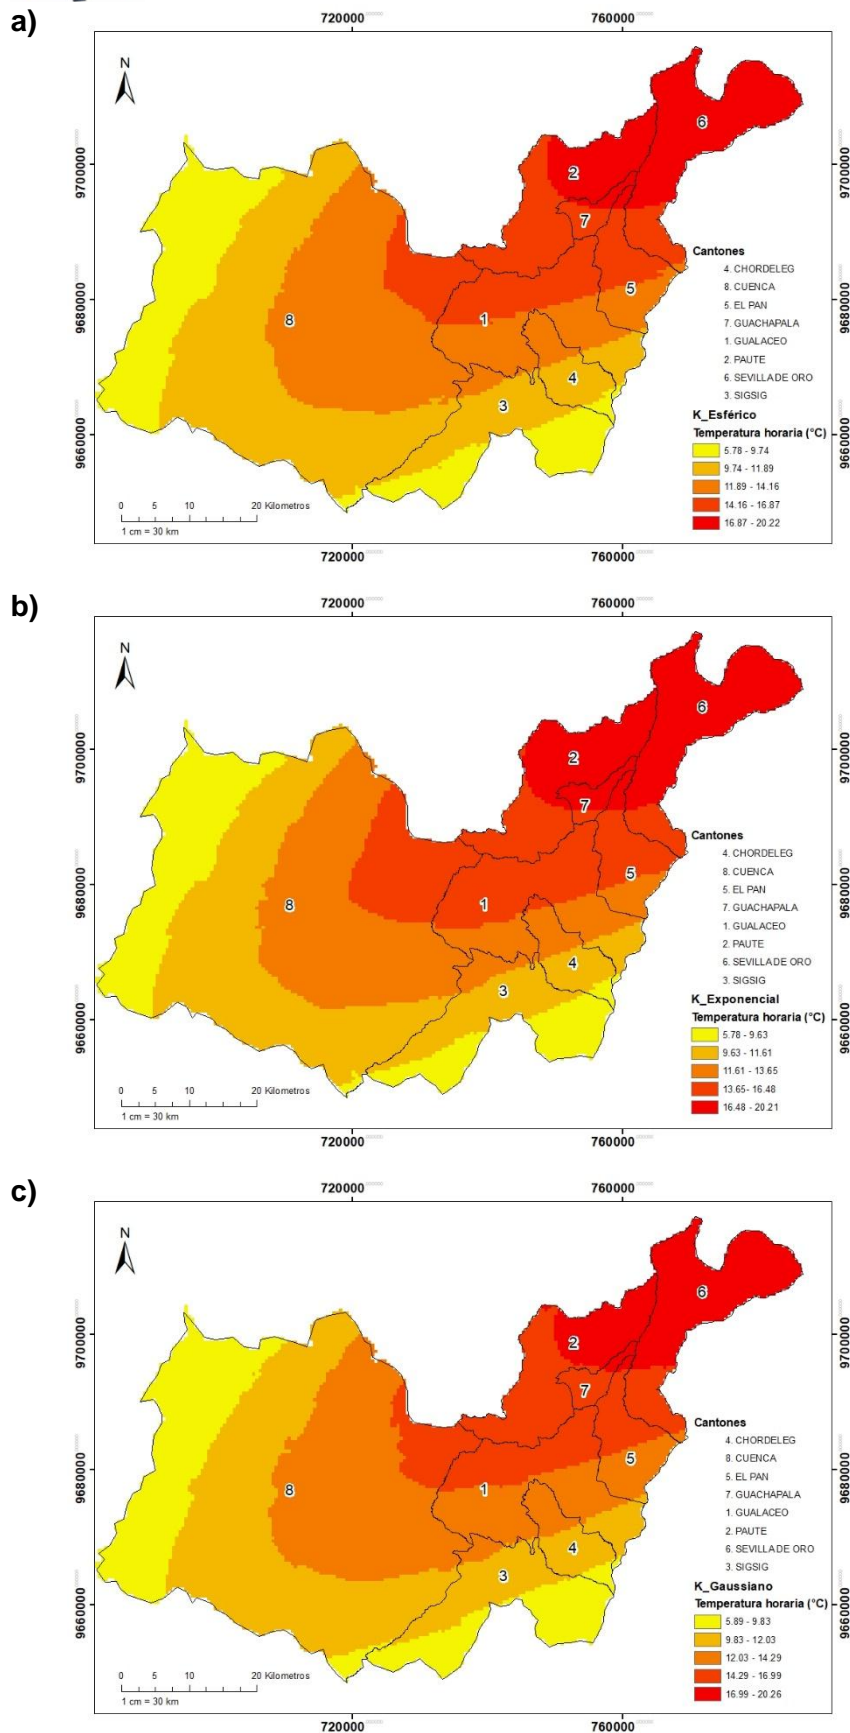 a)
720000 760000
N
9700000 9700000
6
2
7
Cantones
4. CHORDELEG
5
8. CUENCA
9680000 9680000
5. EL PAN
8
1
7. GUACHAPALA
1. GUALACEO
2. PAUTE
4
6. SEVILLA DE ORO
3. SIGSIG
3
K_Esférico
9660000 9660000
Temperatura horaria (°C)
5.78 - 9.74
9.74 - 11.89
11.89 - 14.16
14.16 - 16.87
16.87 - 20.22
0 5 10 20 Kilometros
1 cm = 30 km
720000 760000
b)
720000 760000
N
6
9700000 9700000
2
7
Cantones
4. CHORDELEG
5
8. CUENCA
9680000 9680000
5. EL PAN
8
1
7. GUACHAPALA
1. GUALACEO
2. PAUTE
4
6. SEVILLA DE ORO
3. SIGSIG
3
K_Exponencial
9660000 9660000
Temperatura horaria (°C)
5.78 - 9.63
9.63 - 11.61
11.61 - 13.65
13.65- 16.48
16.48 - 20.21
0 5 10 20 Kilometros
1 cm = 30 km
720000 760000
c)
720000 760000
N
6
9700000 9700000
2
7
Cantones
4. CHORDELEG
5
8. CUENCA
9680000 9680000
5. EL PAN
8
1
7. GUACHAPALA
1. GUALACEO
2. PAUTE
4
6. SEVILLA DE ORO
3. SIGSIG
3
K_Gaussiano
9660000 9660000
Temperatura horaria (°C)
5.89 - 9.83
9.83 - 12.03
12.03 - 14.29
14.29 - 16.99
16.99 - 20.26
0 5 10 20 Kilometros
1 cm = 30 km
720000 760000